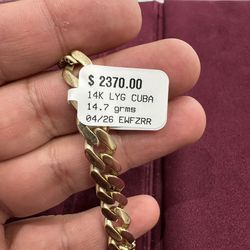 $ 2370.00
14K LYG CUBA
14.7 grms
04/26 EWFZRR